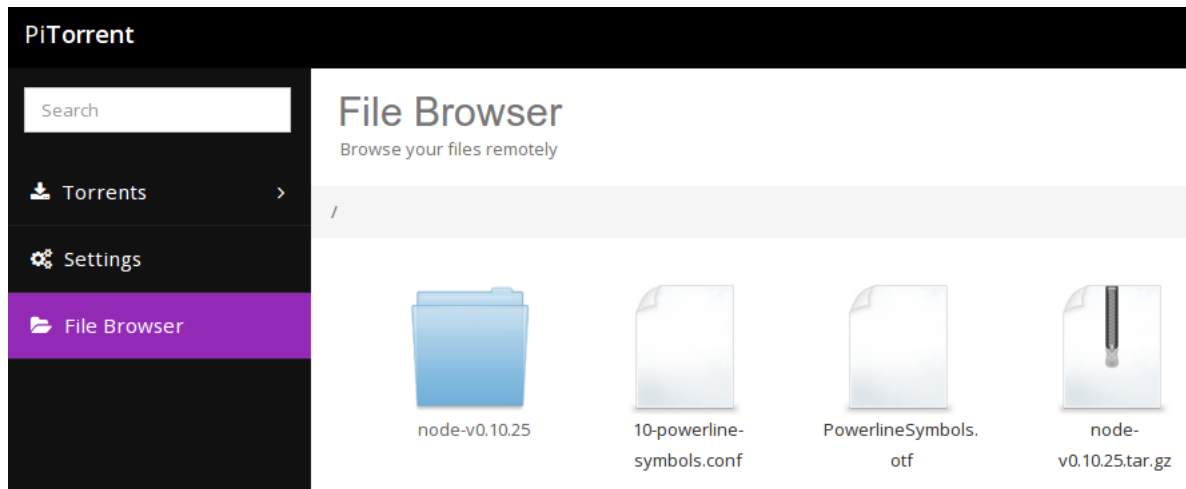 PiTorrent
Search
Torrents
Settings
File Browser
File Browser
Browse your files remotely
/
node-v0.10.25
10-powerline-
symbols.conf
PowerlineSymbols.
otf
node-
v0.10.25.tar.gz